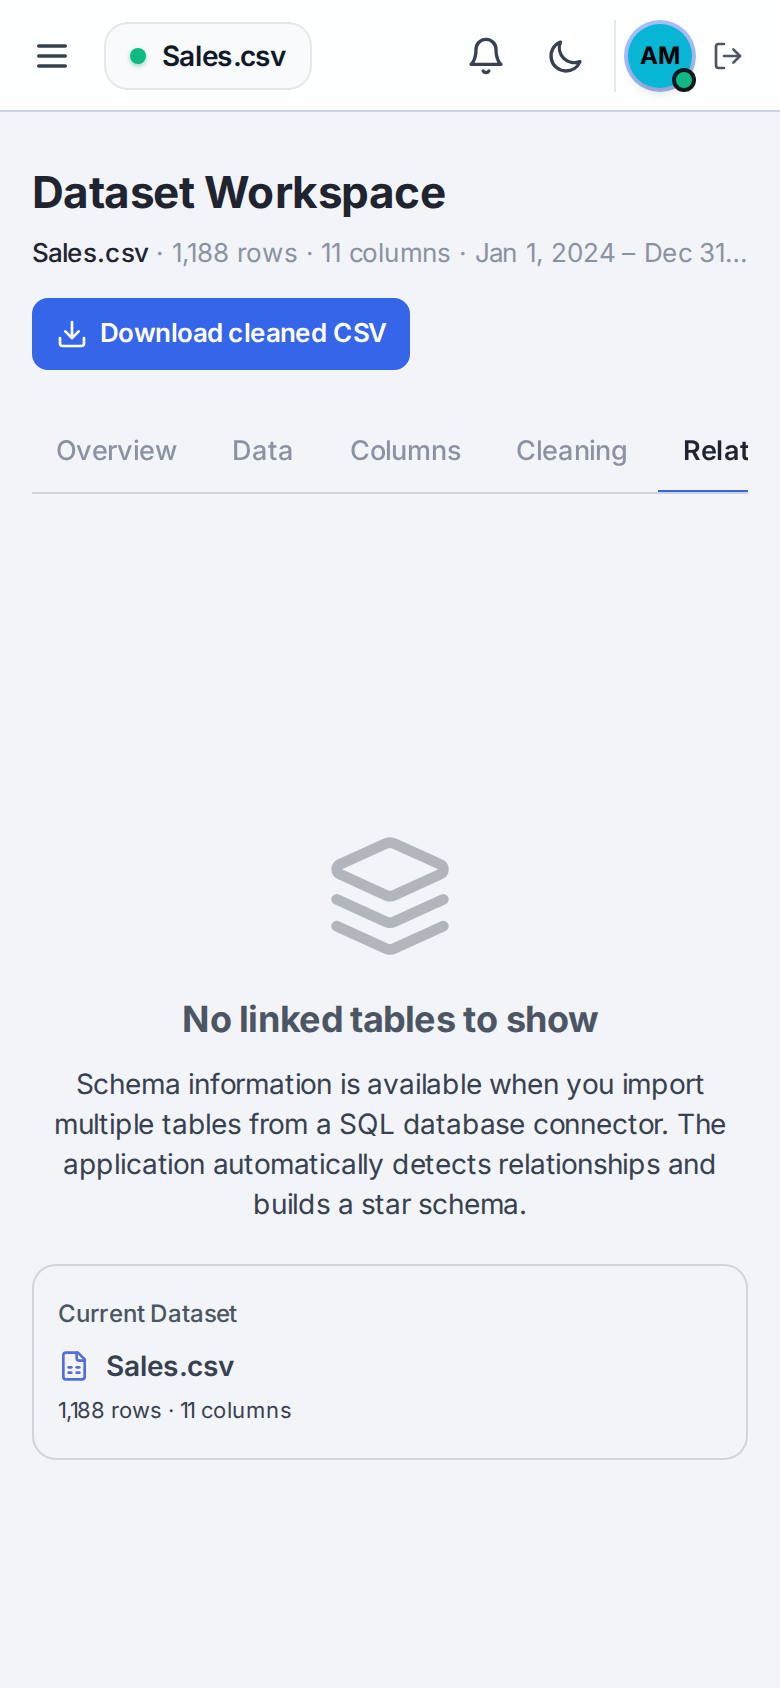 Sales.csv
AM
Dataset Workspace
Sales.csv · 1,188 rows · 11 columns · Jan 1, 2024 – Dec 31...
Download cleaned CSV
Overview Data Columns Cleaning Relat
No linked tables to show
Schema information is available when you import
multiple tables from a SQL database connector. The
application automatically detects relationships and
builds a star schema.
Current Dataset
Sales.csv
1,188 rows · 11 columns